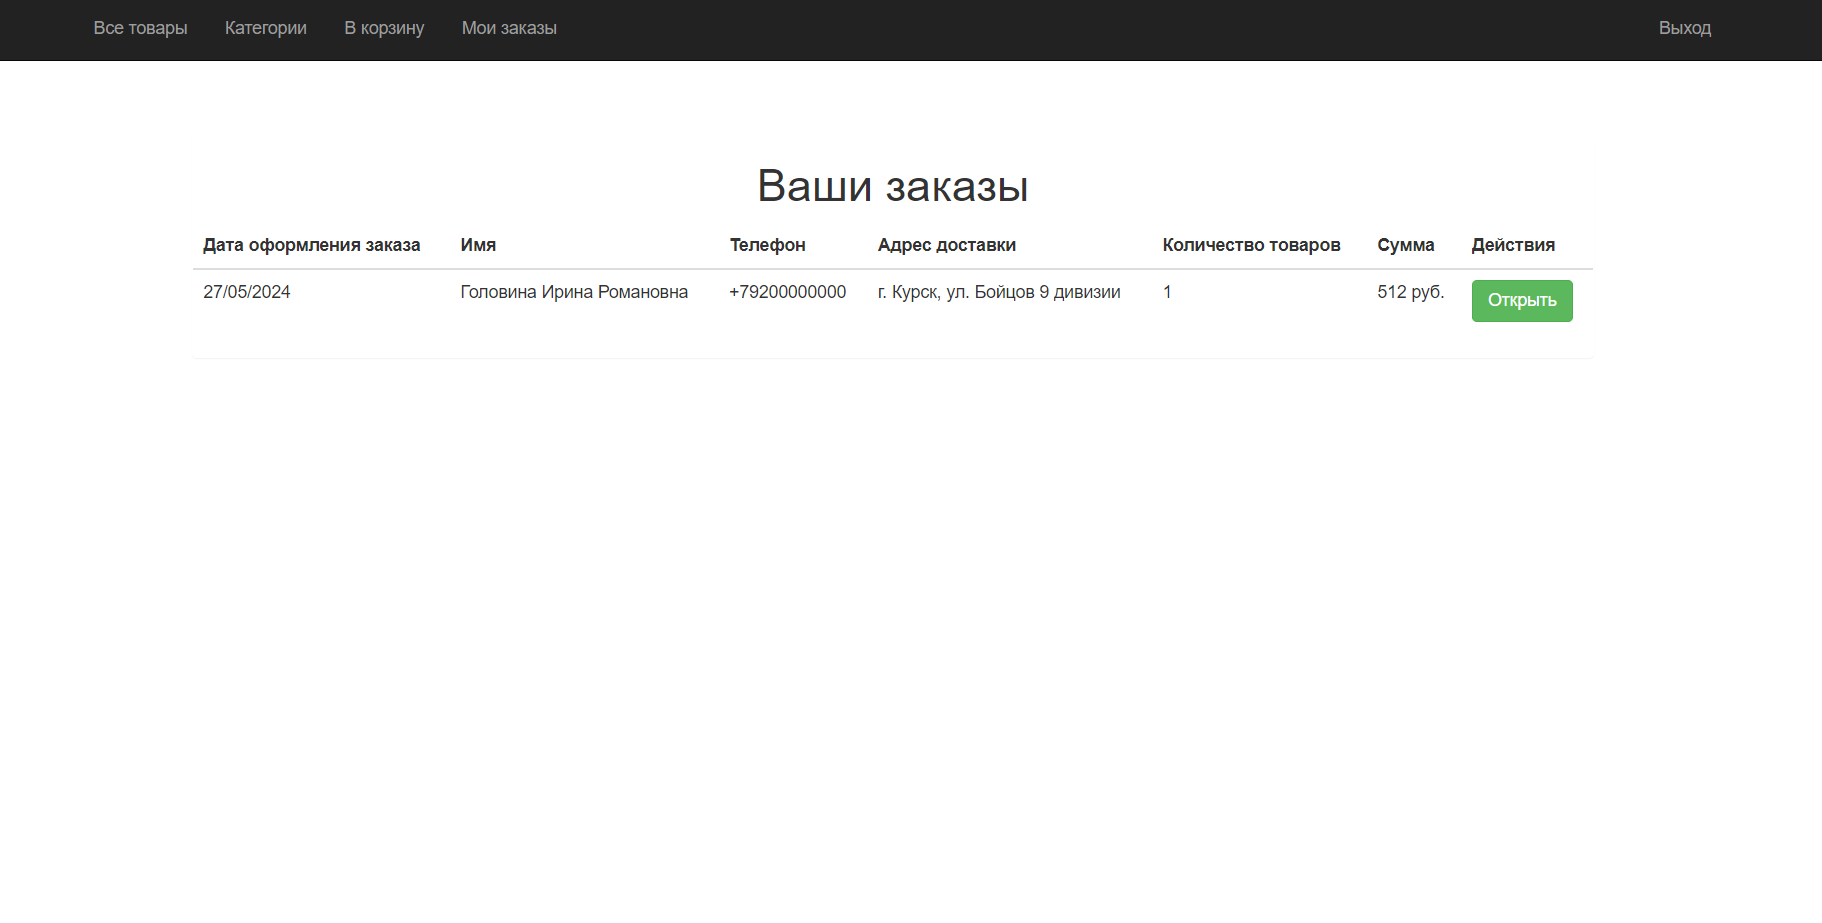 Все товары Категории В корзину Мои заказы Выход
Ваши заказы
Дата оформления заказа Имя Телефон Адрес доставки Количество товаров Сумма Действия
27/05/2024 Головина Ирина Романовна +79200000000 г. Курск, ул. Бойцов 9 дивизии 1 512 руб. Открыть